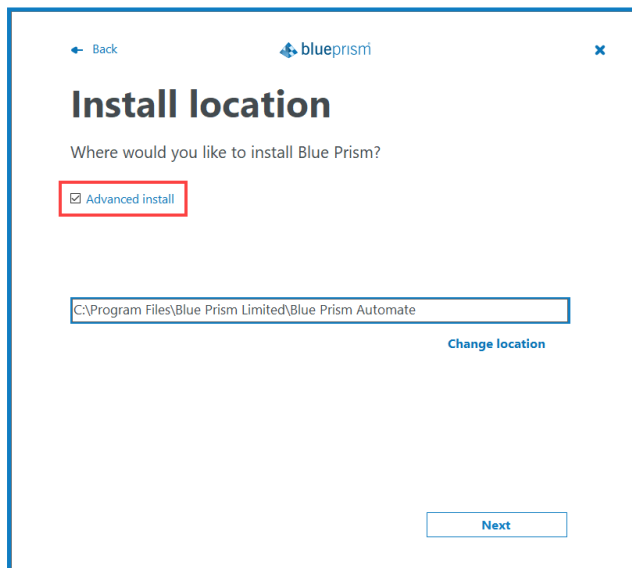 Back
blueprism
Install location
Where would you like to install Blue Prism?
Advanced install
C:\Program Files\Blue Prism Limited\Blue Prism Automate
Change location
Next